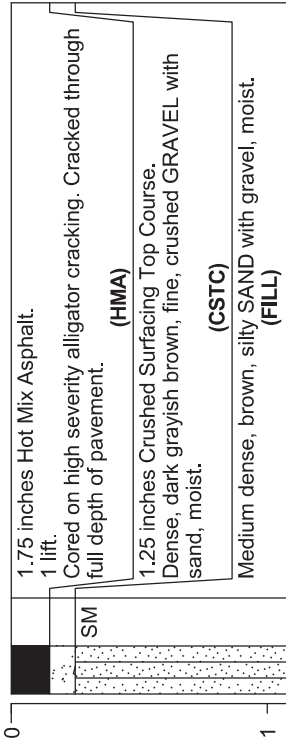 0
1.75 inches Hot Mix Asphalt.
1 lift.
Cored on high severity alligator cracking. Cracked through
full depth of pavement.
(HMA)
1.25 inches Crushed Surfacing Top Course.
Dense, dark grayish brown, fine, crushed GRAVEL with
sand, moist.
(CSTC)
SM
Medium dense, brown, silty SAND with gravel, moist.
(FILL)
1